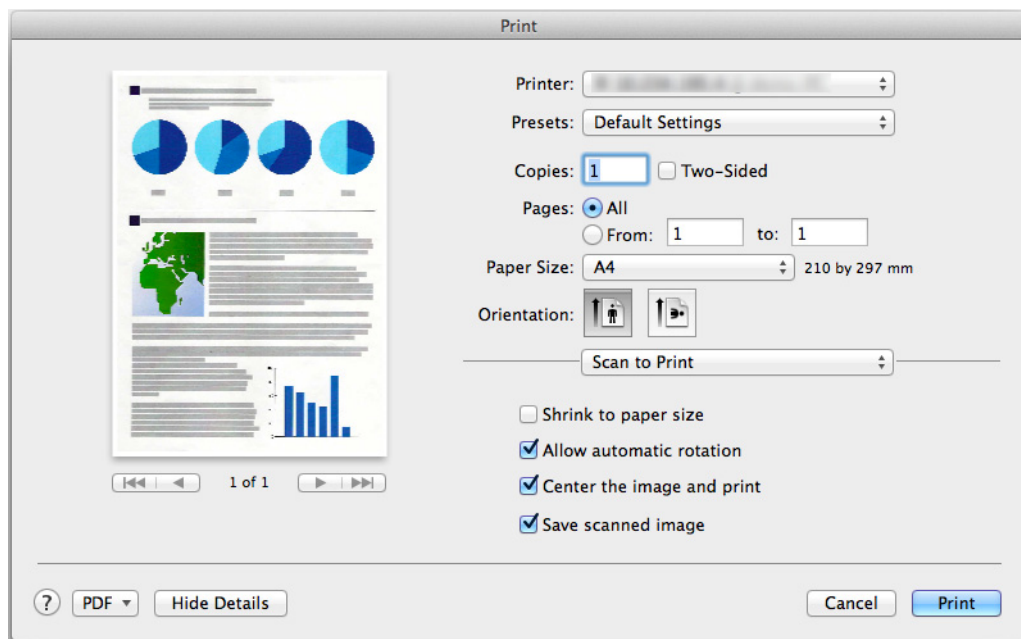 Print
Printer:
Presets: Default Settings
Copies: 1 Two-Sided
Pages: All
From: 1 to: 1
Paper Size: A4 210 by 297 mm
Orientation:
Scan to Print
Shrink to paper size
Allow automatic rotation
Center the image and print
Save scanned image
1 of 1
? PDF Hide Details Cancel Print